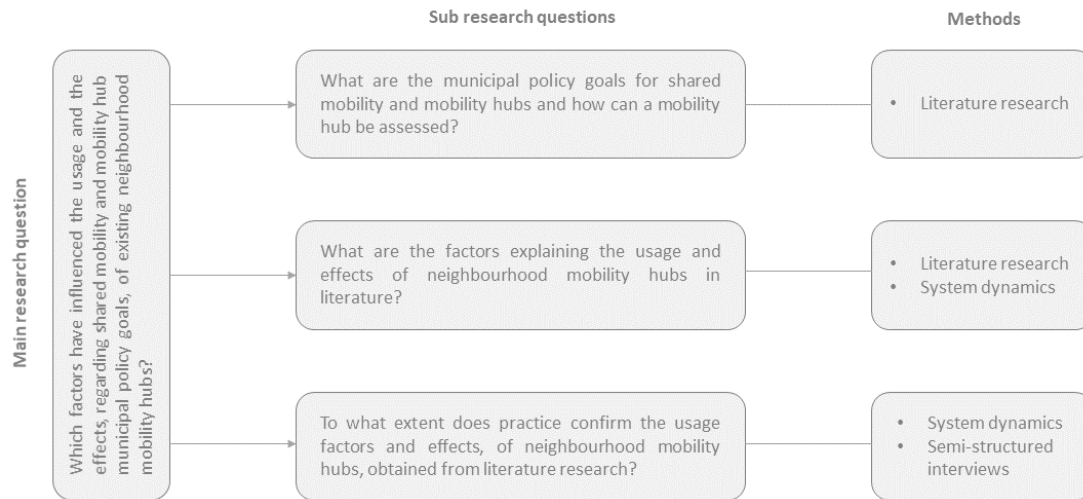 Sub research questions
Methods
Main research question
Which factors have influenced the usage and the
effects, regarding shared mobility and mobility hub
municipal policy goals, of existing neighbourhood
mobility hubs?
What are the municipal policy goals for shared
mobility and mobility hubs and how can a mobility
hub be assessed?
• Literature research
What are the factors explaining the usage and
effects of neighbourhood mobility hubs in
literature?
• Literature research
• System dynamics
To what extent does practice confirm the usage
factors and effects, of neighbourhood mobility
hubs, obtained from literature research?
• System dynamics
• Semi-structured
interviews